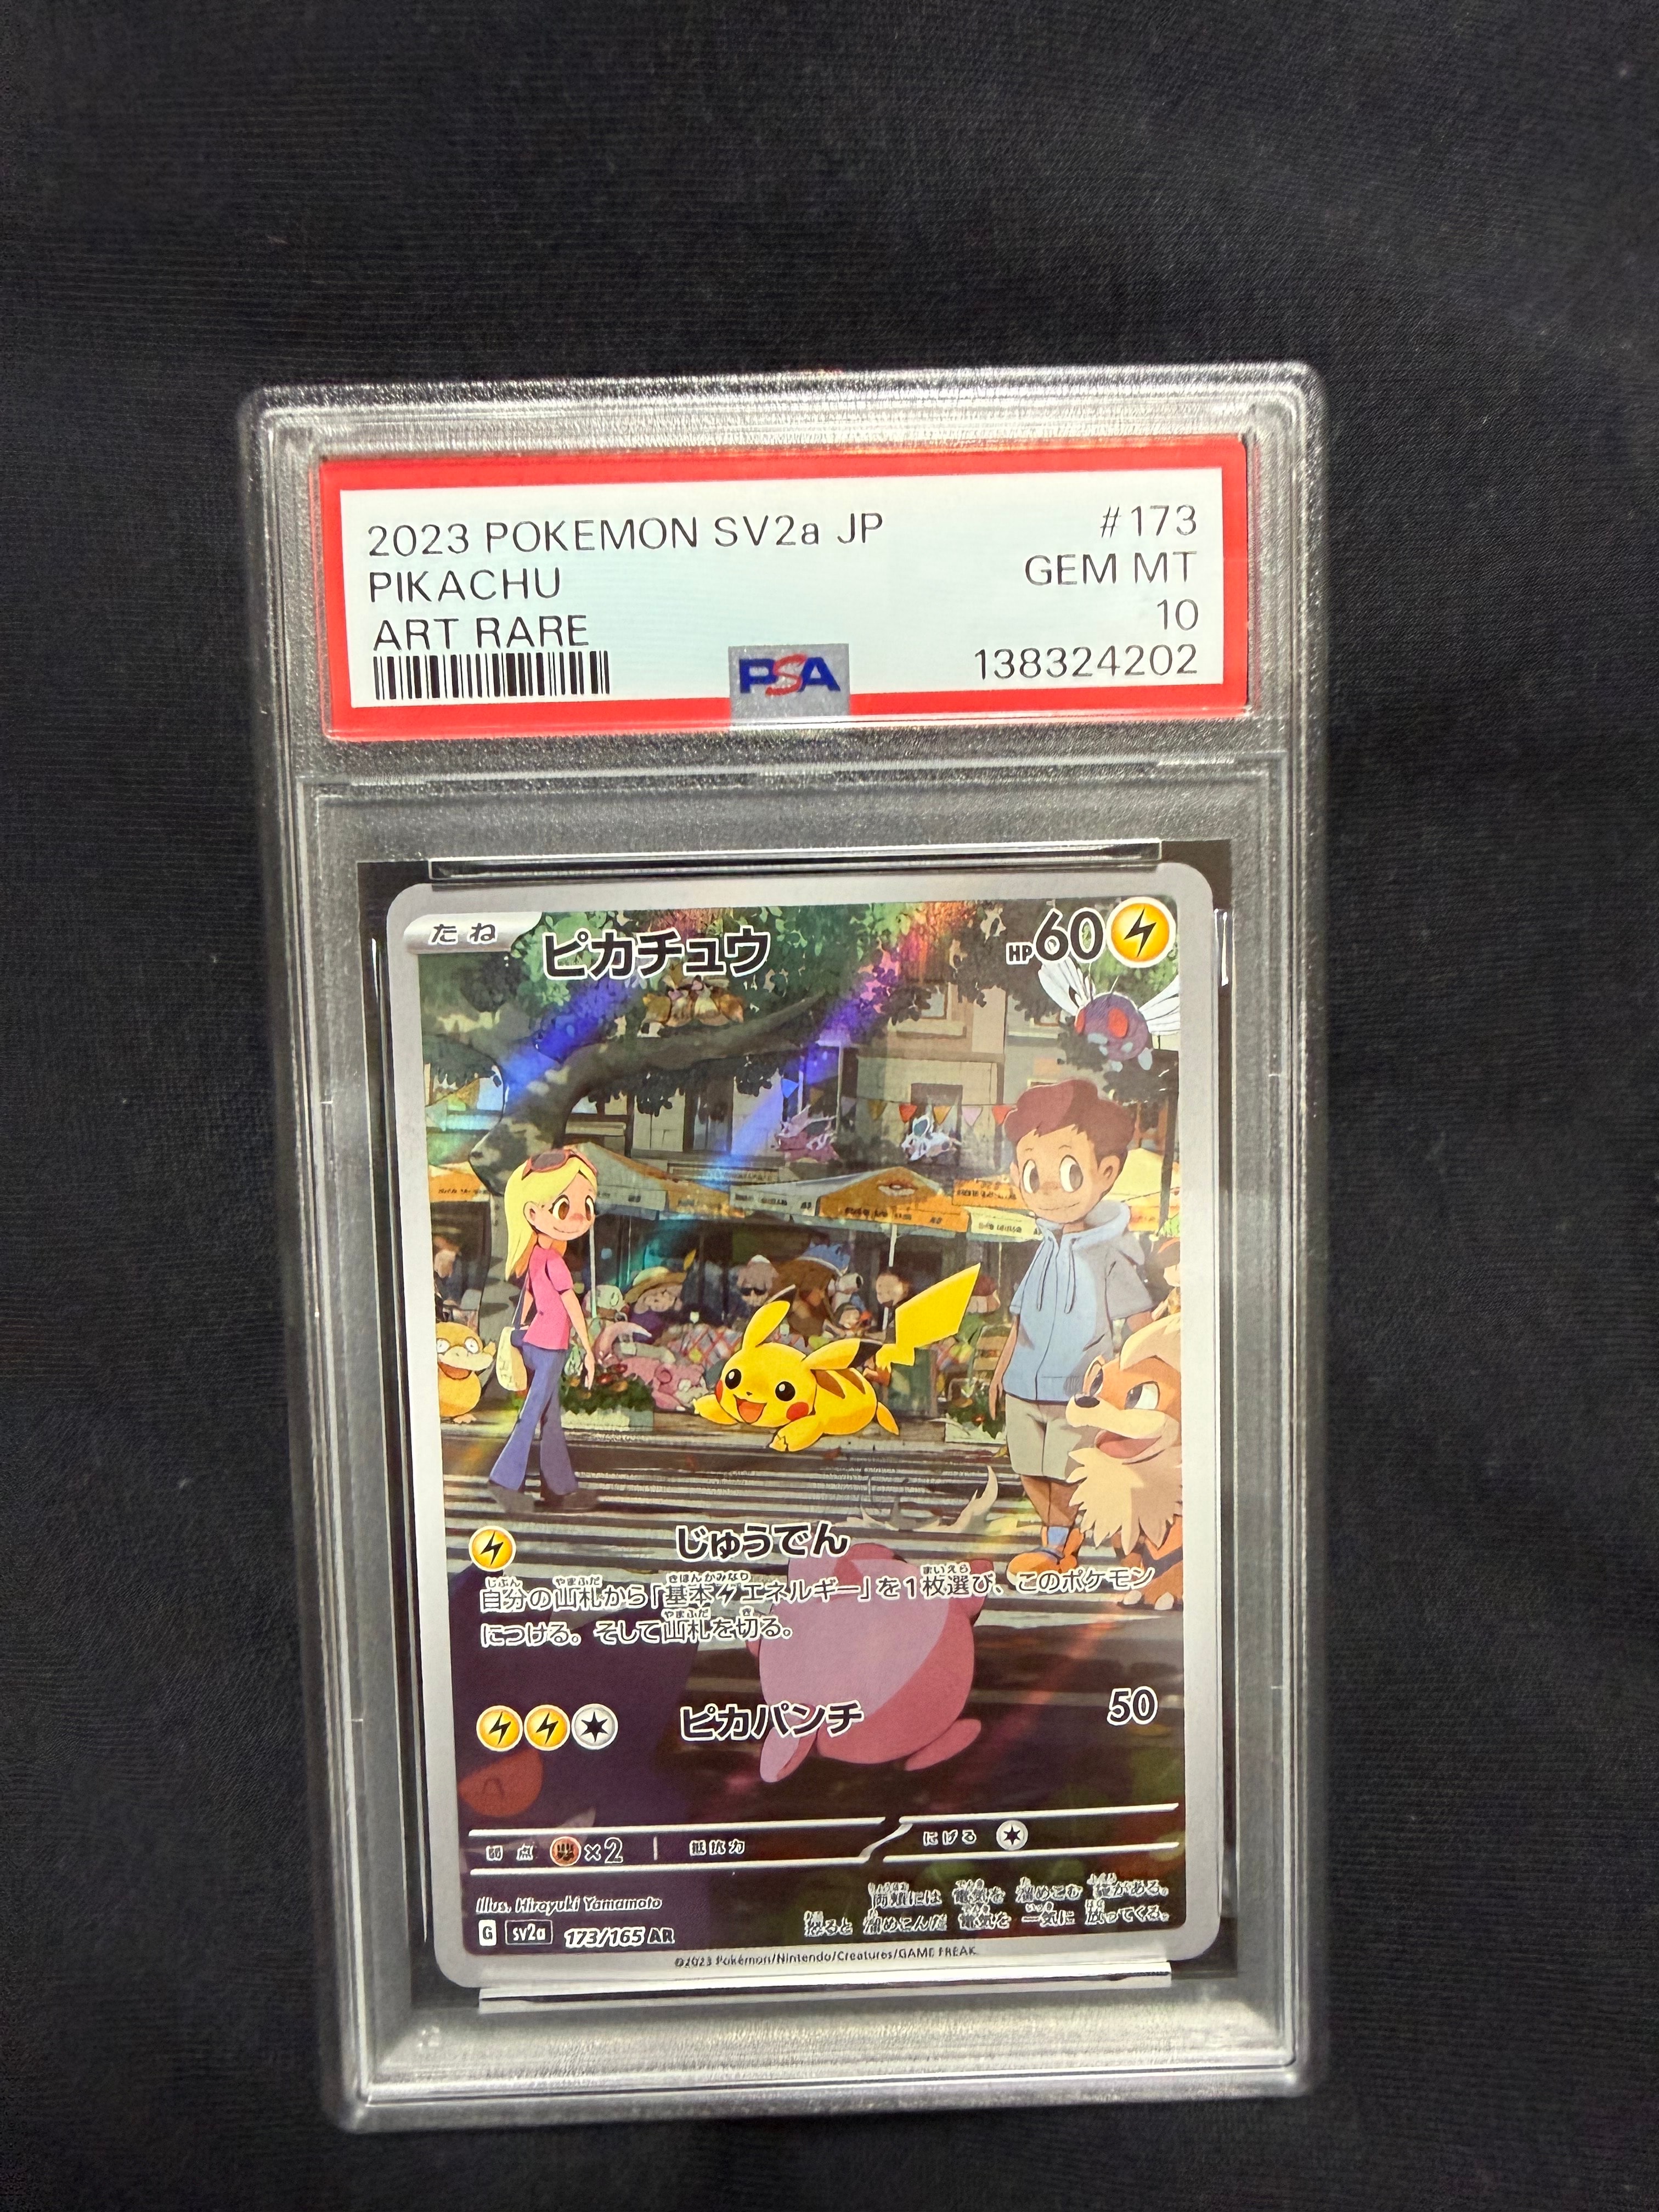 2023 POKEMON SV2a JP #173
PIKACHU GEM MT
ART RARE 10
PSA 138324202
たね ピカチュウ HP60
じゅうでん
自分の山札から「基本エネルギー」を1枚選び、このポケモン
につける。そして山札を切る。
ピカパンチ 50
弱点 ×2 抵抗力 にげる
Illus. Hiroyuki Yamamoto
両頬には 電気を 溜めこむ 袋がある。
怒ると 溜めこんだ 電気を 一気に 放ってくる。
G sv2a 173/165 AR
©2023 Pokémon/Nintendo/Creatures/GAME FREAK